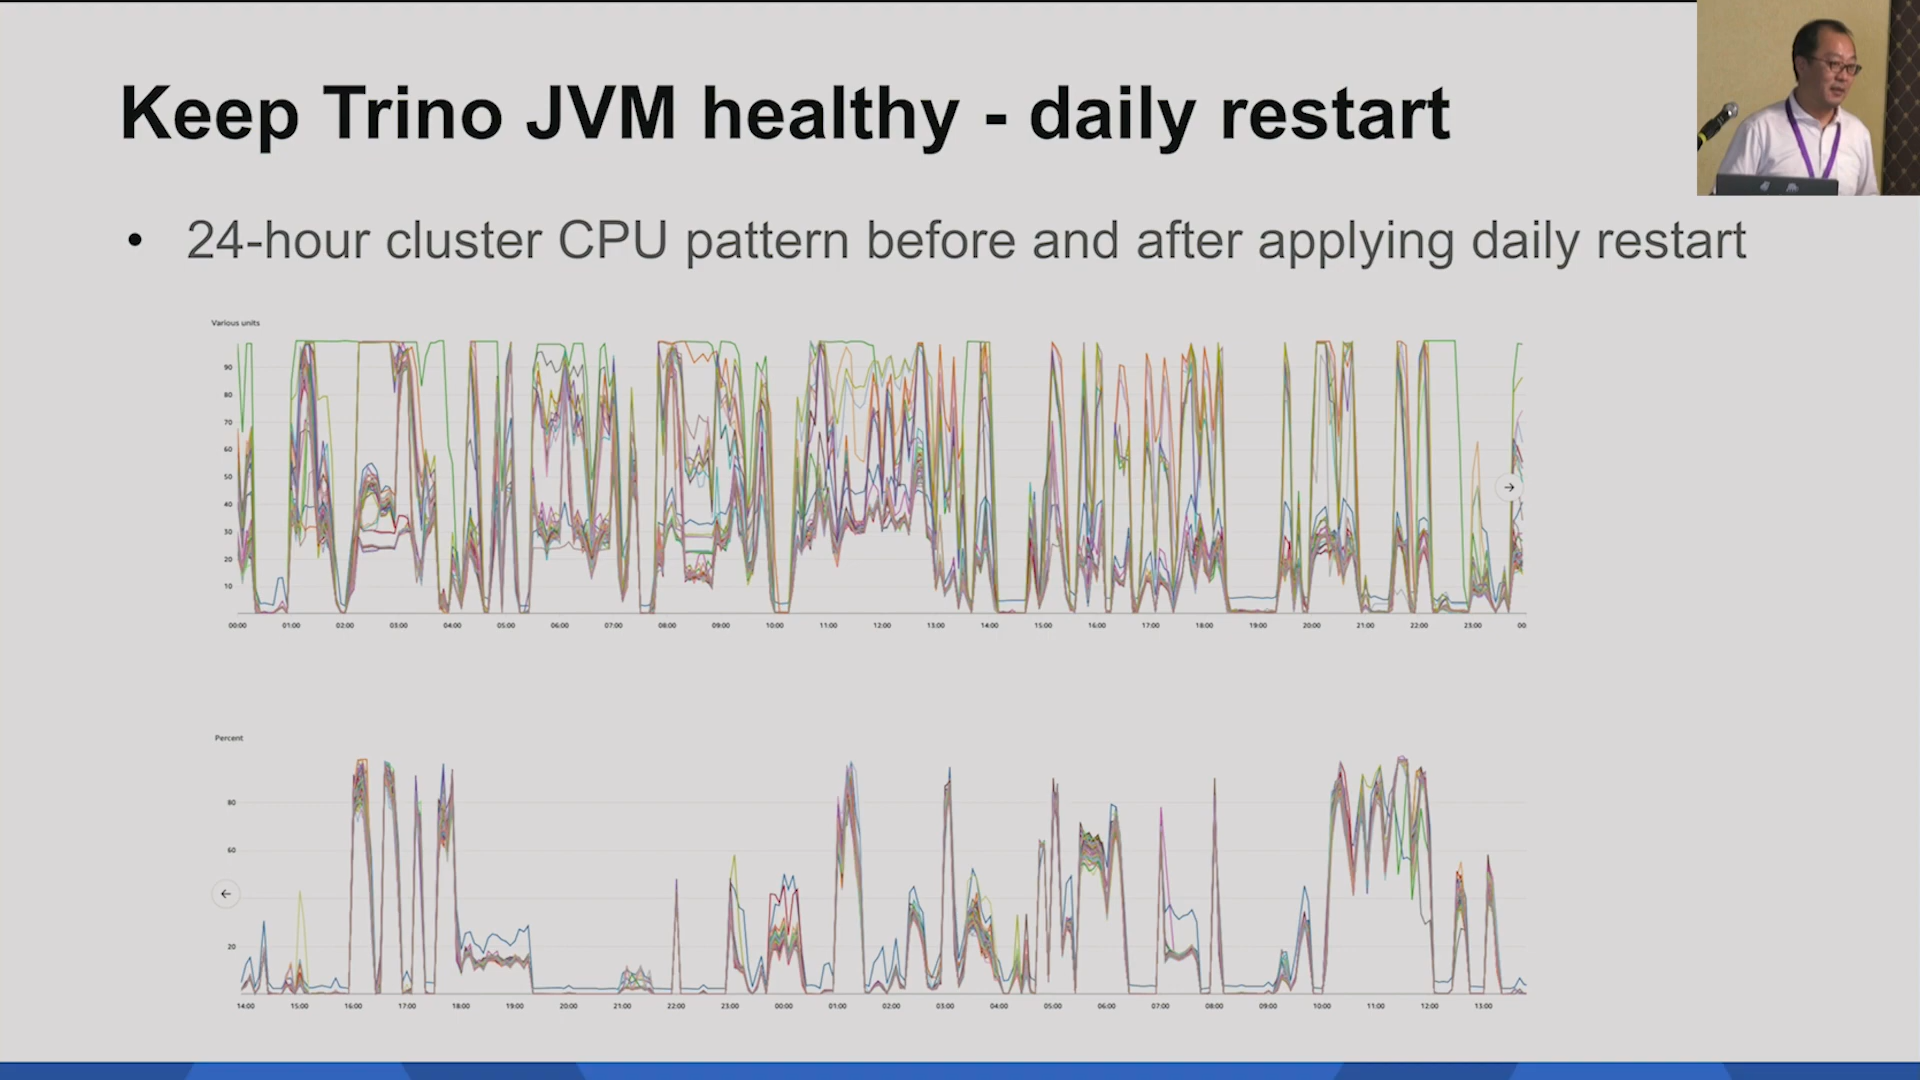 Keep Trino JVM healthy - daily restart
• 24-hour cluster CPU pattern before and after applying daily restart
Various units
90
80
70
60
50
40
30
20
10
00:00 01:00 02:00 03:00 04:00 05:00 06:00 07:00 08:00 09:00 10:00 11:00 12:00 13:00 14:00 15:00 16:00 17:00 18:00 19:00 20:00 21:00 22:00 23:00 00
Percent
80
60
20
14:00 15:00 16:00 17:00 18:00 19:00 20:00 21:00 22:00 23:00 00:00 01:00 02:00 03:00 04:00 05:00 06:00 07:00 08:00 09:00 10:00 11:00 12:00 13:00